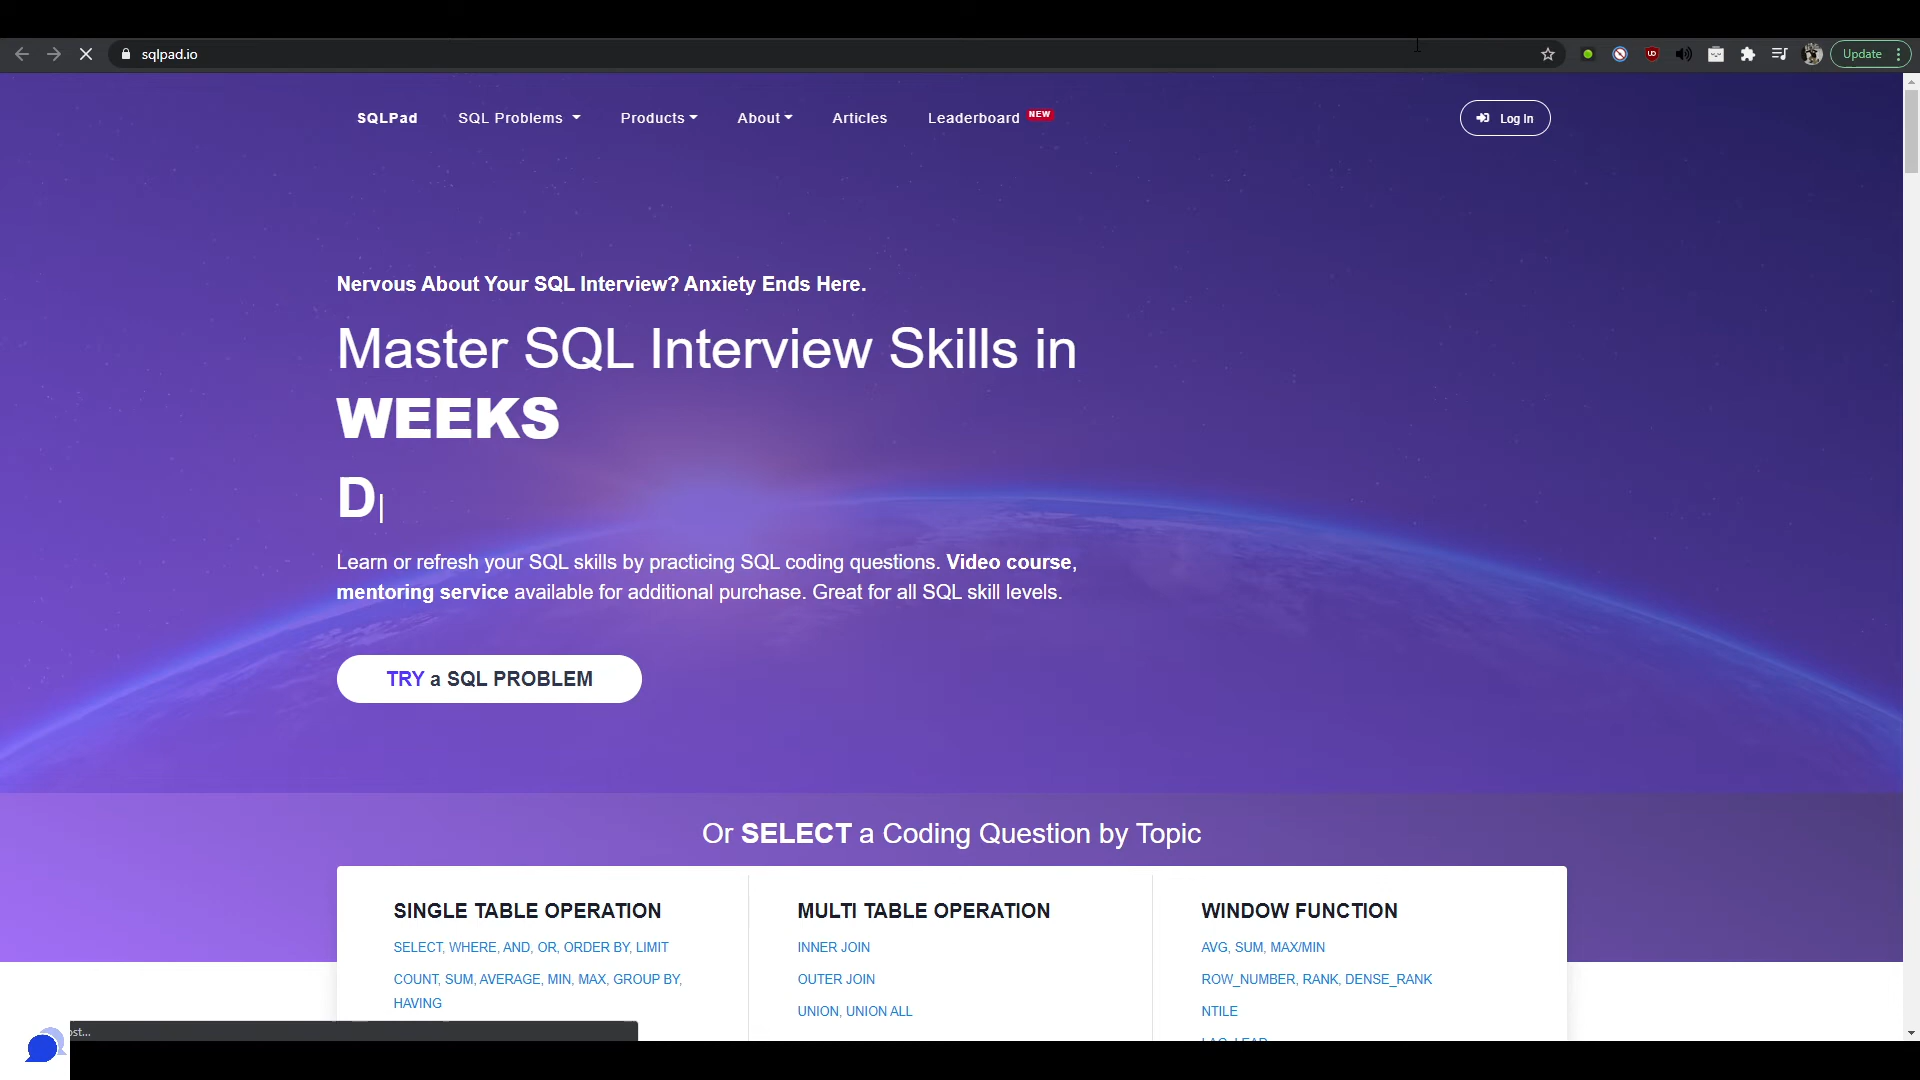 sqlpad.io
Update
SQLPad
SQL Problems
Products
About
Articles
Leaderboard NEW
Log In
Nervous About Your SQL Interview? Anxiety Ends Here.
Master SQL Interview Skills in
WEEKS
D|
Learn or refresh your SQL skills by practicing SQL coding questions. Video course,
mentoring service available for additional purchase. Great for all SQL skill levels.
TRY a SQL PROBLEM
Or SELECT a Coding Question by Topic
SINGLE TABLE OPERATION
SELECT, WHERE, AND, OR, ORDER BY, LIMIT
COUNT, SUM, AVERAGE, MIN, MAX, GROUP BY,
HAVING
MULTI TABLE OPERATION
INNER JOIN
OUTER JOIN
UNION, UNION ALL
WINDOW FUNCTION
AVG, SUM, MAX/MIN
ROW_NUMBER, RANK, DENSE_RANK
NTILE